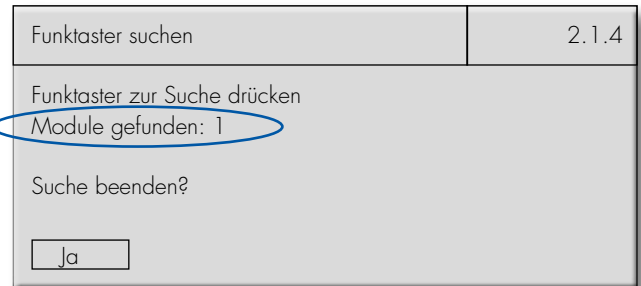 Funktaster suchen 2.1.4
Funktaster zur Suche drücken
Module gefunden: 1
Suche beenden?
Ja